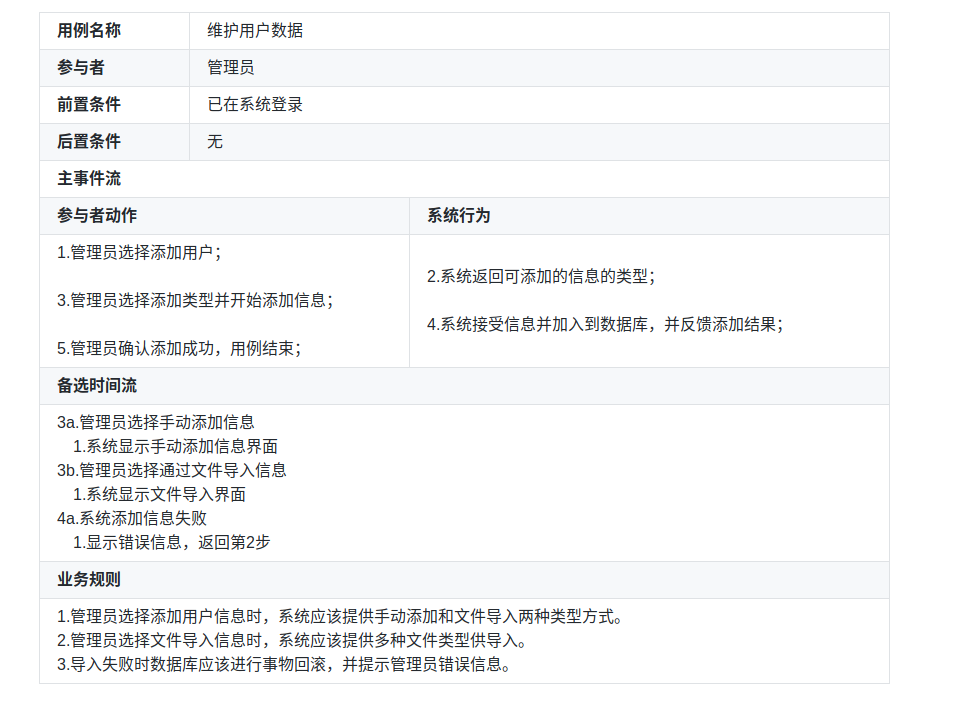 用例名称 维护用户数据
参与者 管理员
前置条件 已在系统登录
后置条件 无
主事件流
参与者动作 系统行为
1.管理员选择添加用户；
2.系统返回可添加的信息的类型；
3.管理员选择添加类型并开始添加信息；
4.系统接受信息并加入到数据库，并反馈添加结果；
5.管理员确认添加成功，用例结束；
备选时间流
3a.管理员选择手动添加信息
1.系统显示手动添加信息界面
3b.管理员选择通过文件导入信息
1.系统显示文件导入界面
4a.系统添加信息失败
1.显示错误信息，返回第2步
业务规则
1.管理员选择添加用户信息时，系统应该提供手动添加和文件导入两种类型方式。
2.管理员选择文件导入信息时，系统应该提供多种文件类型供导入。
3.导入失败时数据库应该进行事物回滚，并提示管理员错误信息。